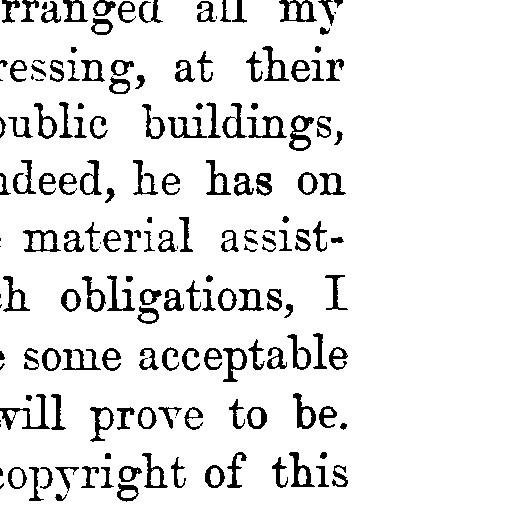 rranged all my
ressing, at their
public buildings,
ndeed, he has on
material assist-
ch obligations, I
e some acceptable
will prove to be.
copyright of this